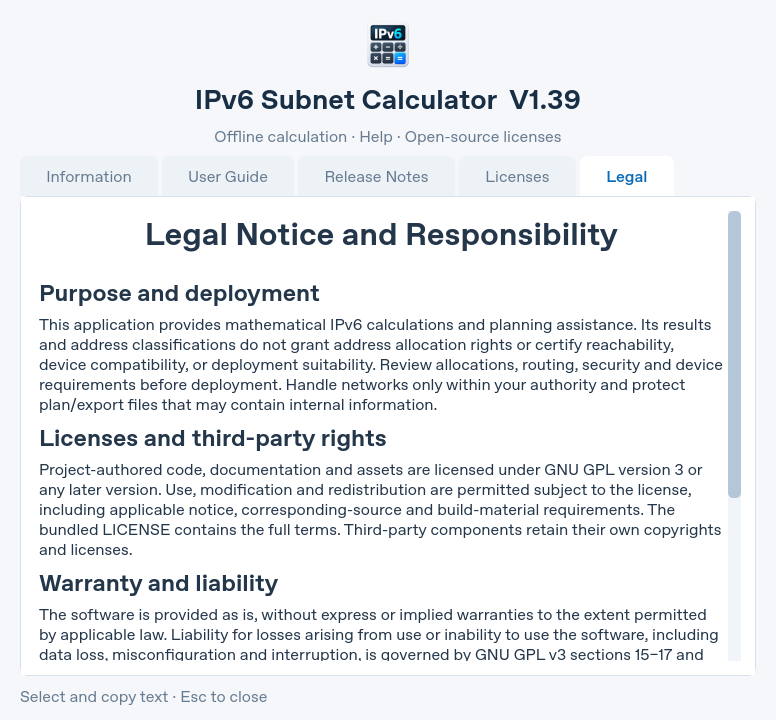 IPv6
IPv6 Subnet Calculator V1.39
Offline calculation · Help · Open-source licenses
Information User Guide Release Notes Licenses Legal
Legal Notice and Responsibility
Purpose and deployment
This application provides mathematical IPv6 calculations and planning assistance. Its results
and address classifications do not grant address allocation rights or certify reachability,
device compatibility, or deployment suitability. Review allocations, routing, security and device
requirements before deployment. Handle networks only within your authority and protect
plan/export files that may contain internal information.
Licenses and third-party rights
Project-authored code, documentation and assets are licensed under GNU GPL version 3 or
any later version. Use, modification and redistribution are permitted subject to the license,
including applicable notice, corresponding-source and build-material requirements. The
bundled LICENSE contains the full terms. Third-party components retain their own copyrights
and licenses.
Warranty and liability
The software is provided as is, without express or implied warranties to the extent permitted
by applicable law. Liability for losses arising from use or inability to use the software, including
data loss, misconfiguration and interruption, is governed by GNU GPL v3 sections 15–17 and
Select and copy text · Esc to close